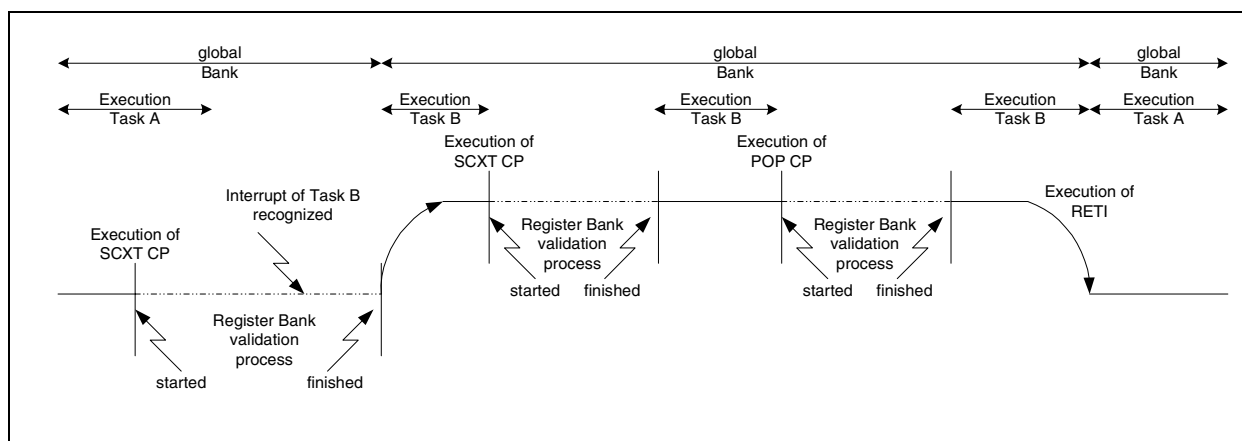 global
Bank
global
Bank
global
Bank
Execution
Task A
Execution
Task B
Execution
Task B
Execution
Task B
Execution
Task A
Execution of
SCXT CP
Execution of
POP CP
Interrupt of Task B
recognized
Execution of
RETI
Execution of
SCXT CP
Register Bank
validation
process
Register Bank
validation
process
started
finished
started
finished
Register Bank
validation
process
started
finished